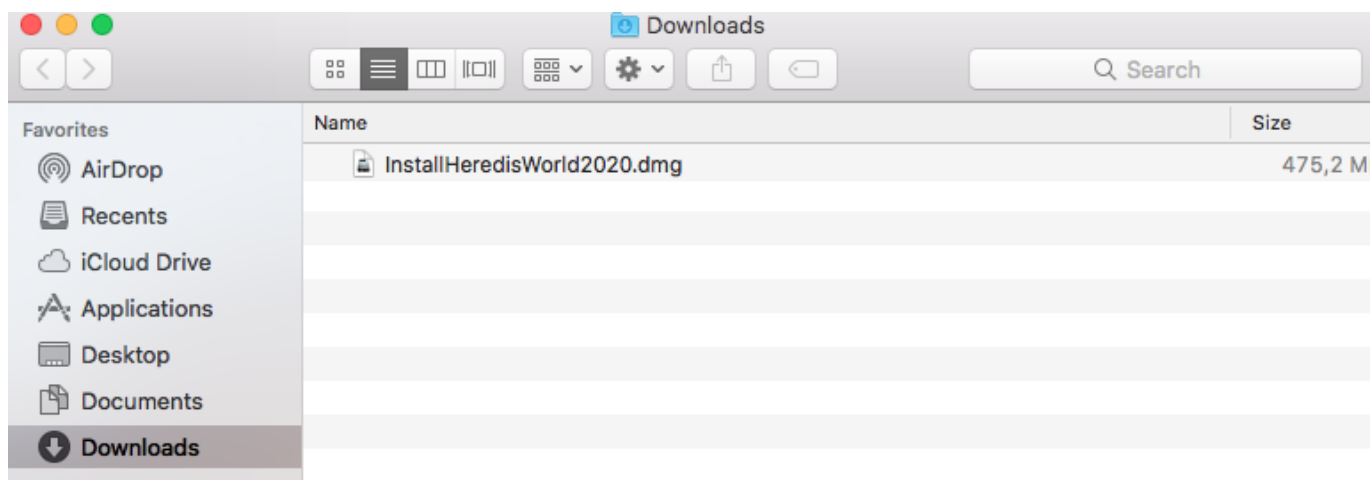 Downloads
Search
Favorites
Name
Size
AirDrop
InstallHeredisWorld2020.dmg
475,2 M
Recents
iCloud Drive
Applications
Desktop
Documents
Downloads